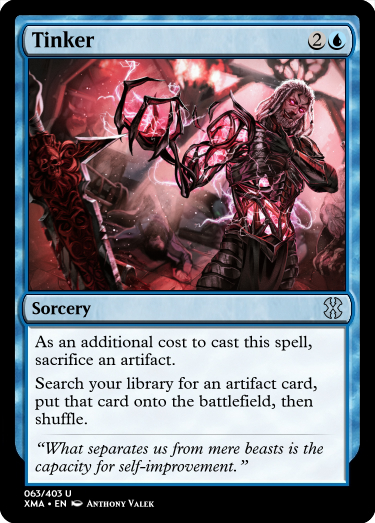 Tinker 2
Sorcery
As an additional cost to cast this spell,
sacrifice an artifact.
Search your library for an artifact card,
put that card onto the battlefield, then
shuffle.
“What separates us from mere beasts is the
capacity for self-improvement.”
063/403 U
XMA • EN Anthony Valek